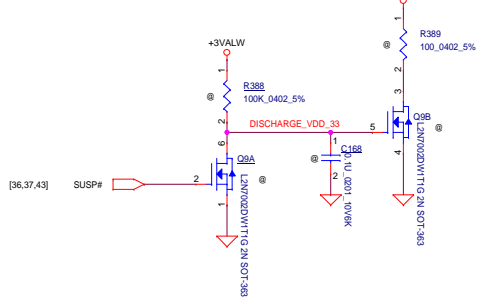 1
R389
@
100_0402_5%
2
+3VALW
1
R388
@
100K_0402_5%
2
3
DISCHARGE_VDD_33
Q9B
@
5
6
1
Q9A
C168
@
4
L2N7002DW1T1G 2N SOT-363
0.1U_0201_10V6K
2
[36,37,43]
SUSP#
2
@
L2N7002DW1T1G 2N SOT-363
1